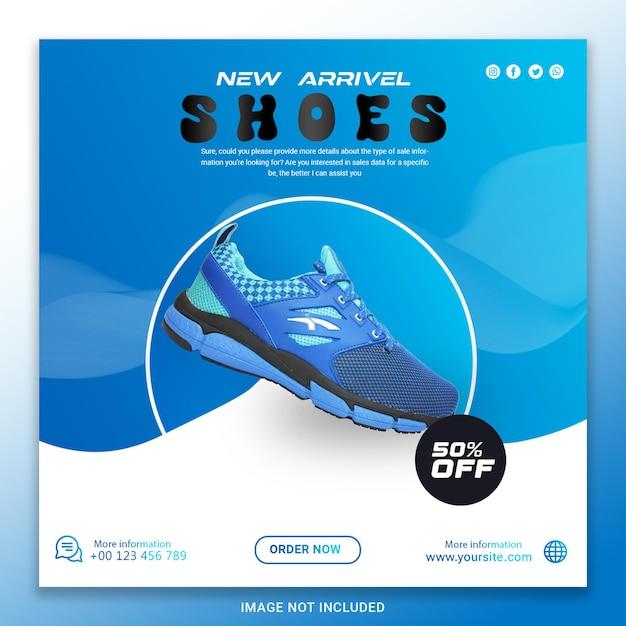 NEW ARRIVEL
SHOES
Sure, could you please provide more details about the type of sale infor-
mation you're looking for? Are you interested in sales data for a specific
be, the better I can assist you
50%
OFF
More information
+00 123 456 789
ORDER NOW
More information
www.yoursite.com
IMAGE NOT INCLUDED